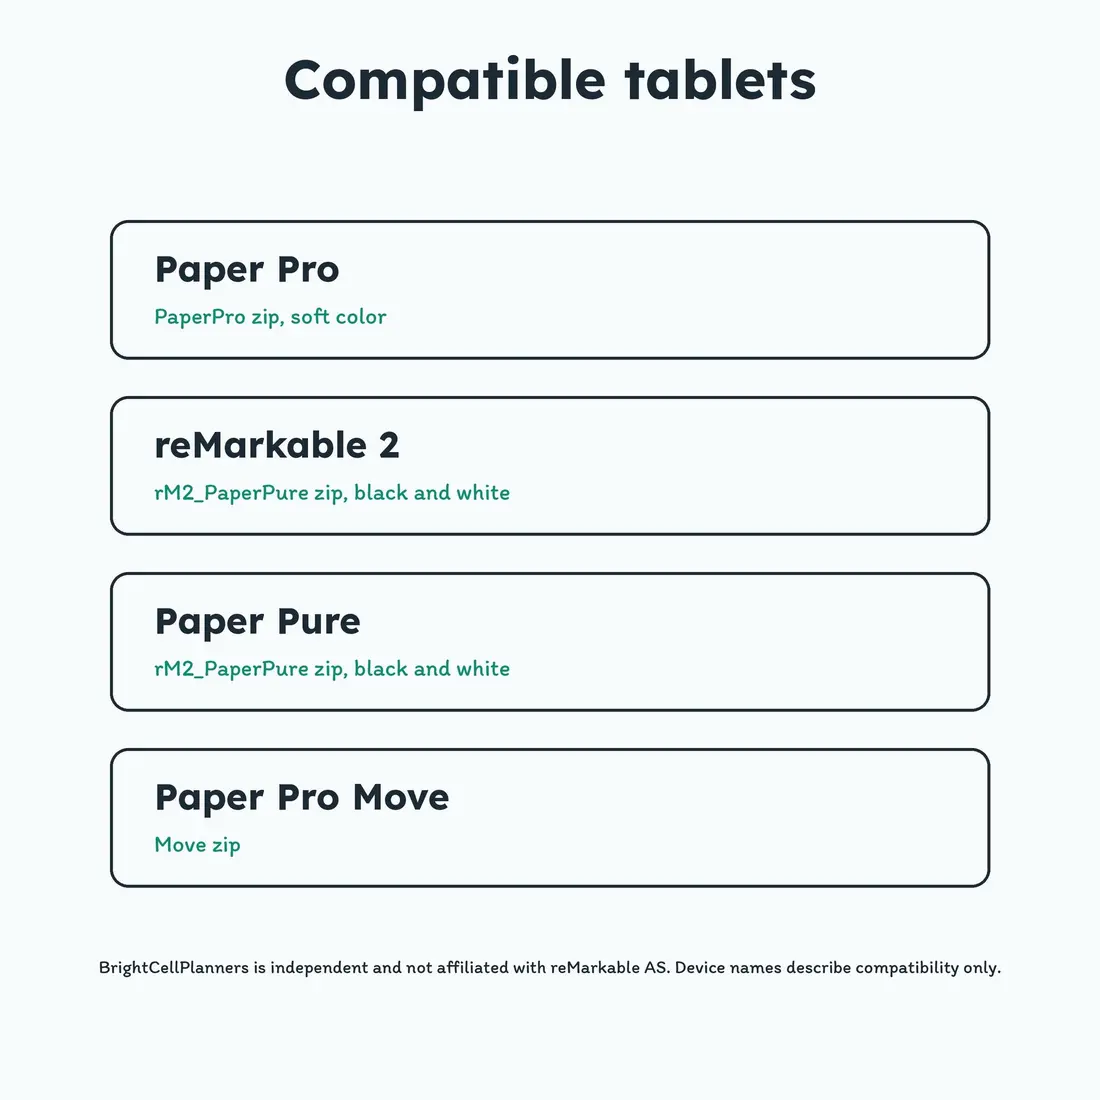 Compatible tablets
Paper Pro
PaperPro zip, soft color
reMarkable 2
rM2_PaperPure zip, black and white
Paper Pure
rM2_PaperPure zip, black and white
Paper Pro Move
Move zip
BrightCellPlanners is independent and not affiliated with reMarkable AS. Device names describe compatibility only.